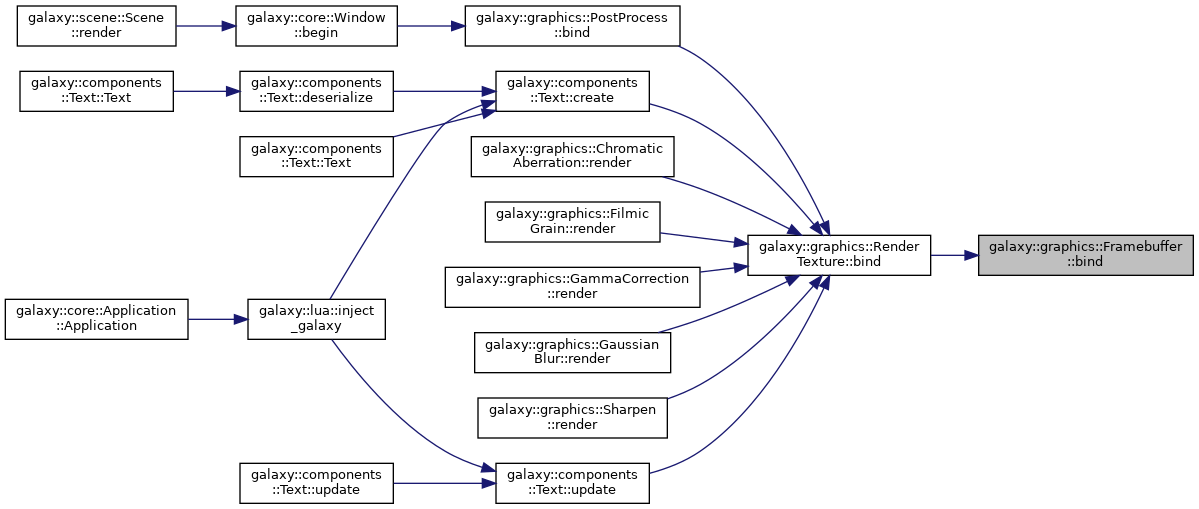 galaxy::scene::Scene
::render
galaxy::core::Window
::begin
galaxy::graphics::PostProcess
::bind
galaxy::components
::Text::Text
galaxy::components
::Text::deserialize
galaxy::components
::Text::create
galaxy::components
::Text::Text
galaxy::graphics::Chromatic
Aberration::render
galaxy::graphics::Filmic
Grain::render
galaxy::graphics::Render
Texture::bind
galaxy::graphics::Framebuffer
::bind
galaxy::graphics::GammaCorrection
::render
galaxy::core::Application
::Application
galaxy::lua::inject
_galaxy
galaxy::graphics::Gaussian
Blur::render
galaxy::graphics::Sharpen
::render
galaxy::components
::Text::update
galaxy::components
::Text::update